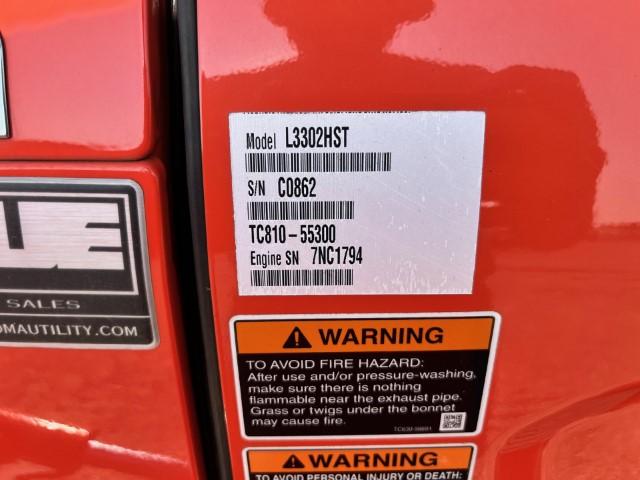 Model L3302HST
S/N C0862
TC810-55300
Engine SN 7NC1794
SALES
OMAUTILITY.COM
WARNING
TO AVOID FIRE HAZARD:
After use and/or pressure-washing,
make sure there is nothing
flammable near the exhaust pipe.
Grass or twigs under the bonnet
may cause fire.
WARNING
TO AVOID PERSONAL INJURY OR DEATH: